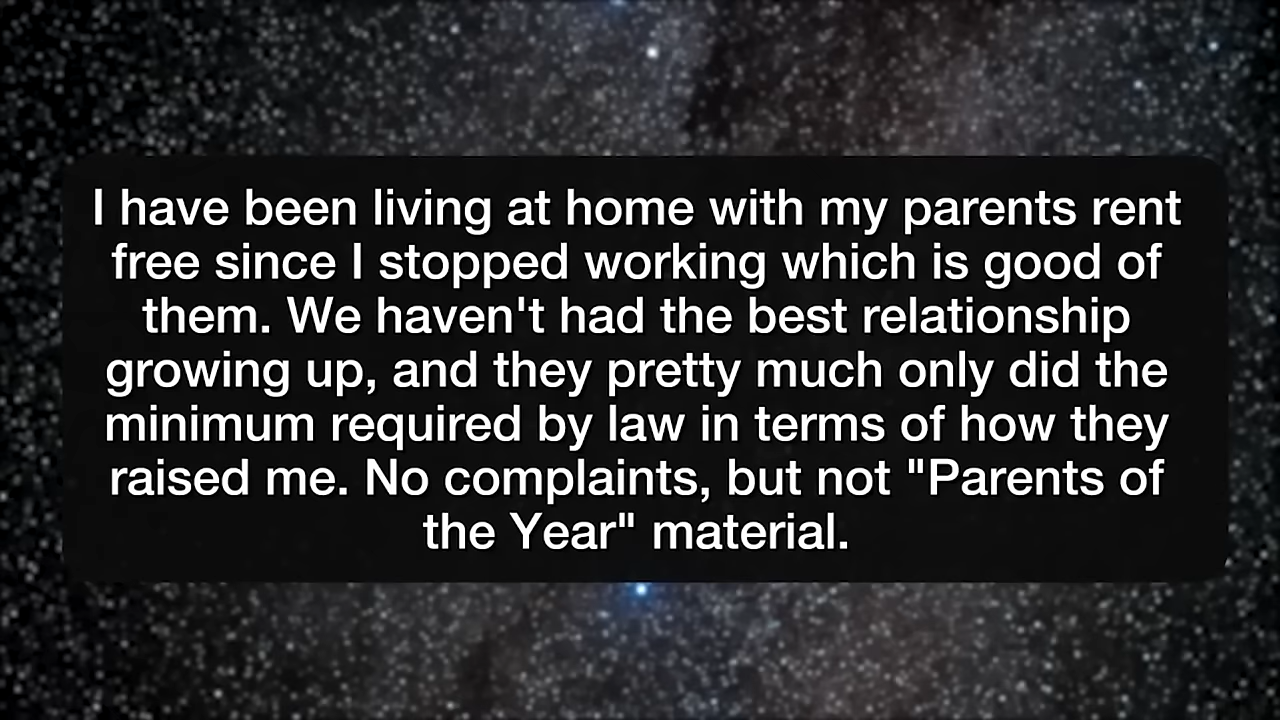 I have been living at home with my parents rent
free since I stopped working which is good of
them. We haven't had the best relationship
growing up, and they pretty much only did the
minimum required by law in terms of how they
raised me. No complaints, but not "Parents of
the Year" material.